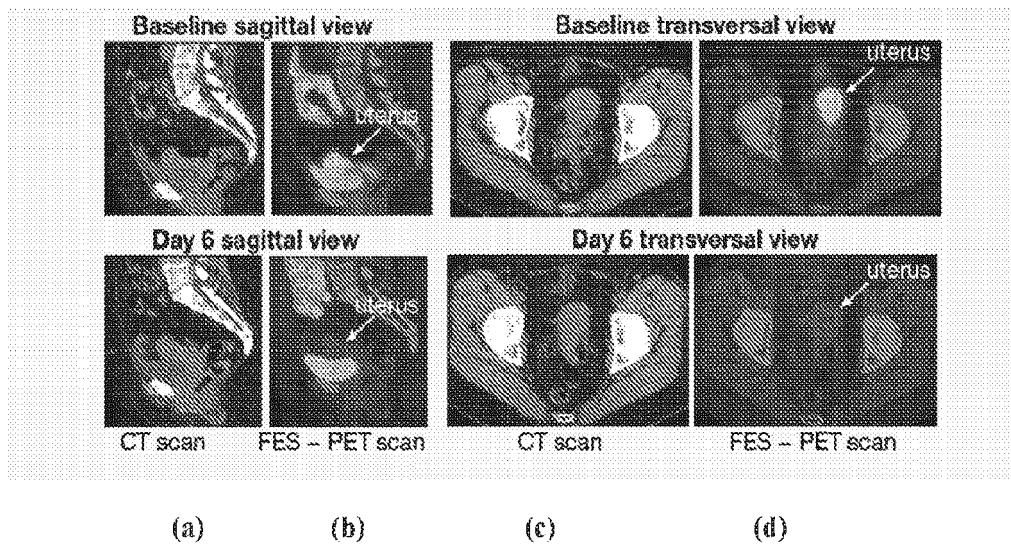 Baseline sagittal view
Baseline transversal view
uterus
uterus
Day 6 sagittal view
Day 6 transversal view
uterus
uterus
CT scan
FES – PET scan
CT scan
FES – PET scan
(a)
(b)
(c)
(d)